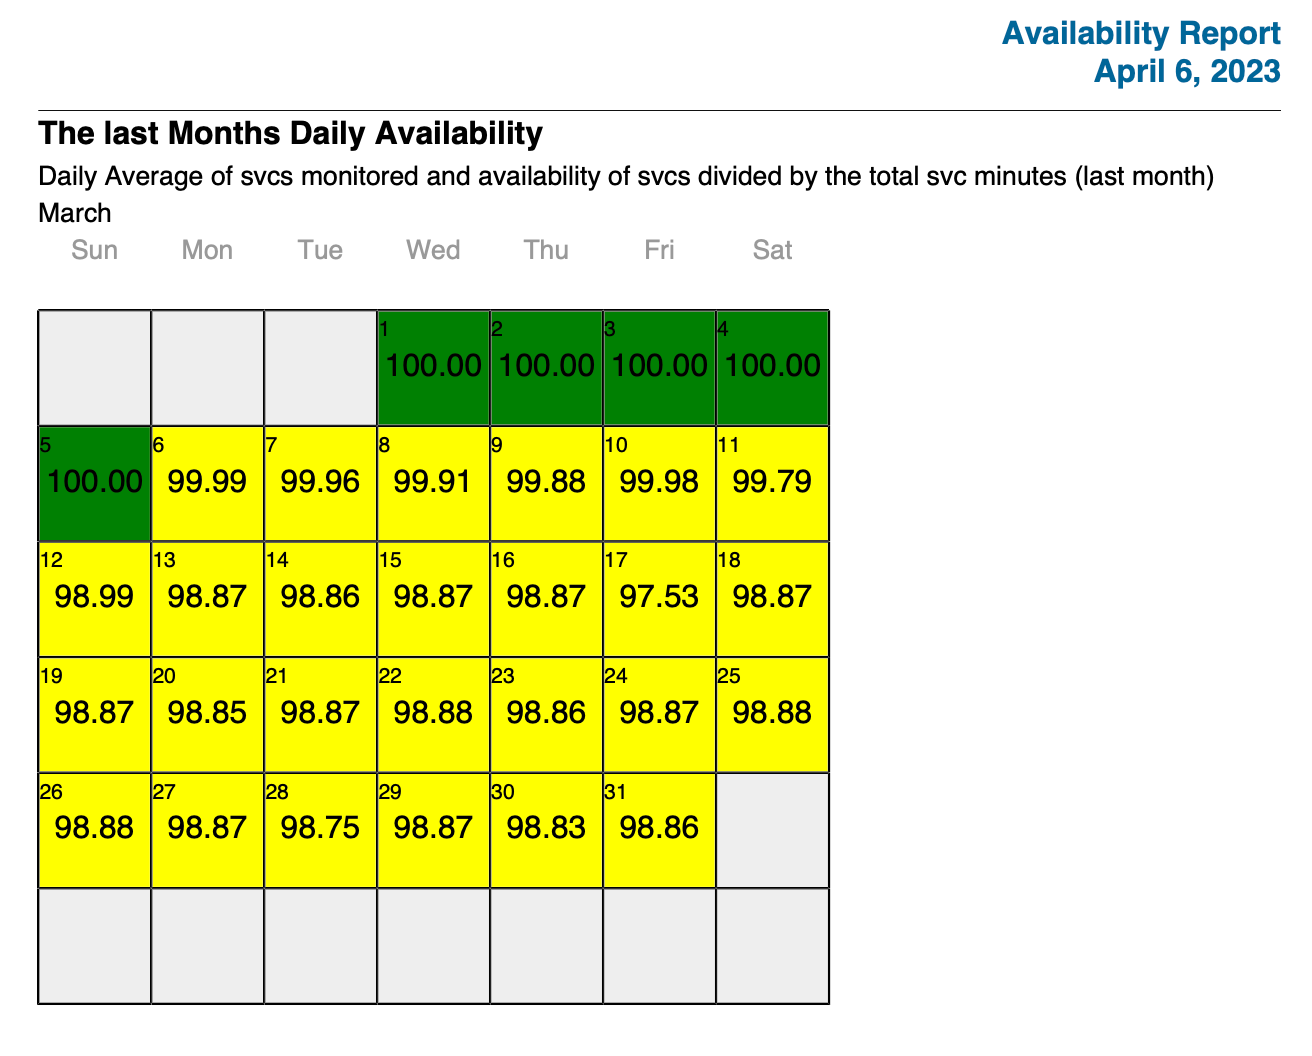 Availability Report
April 6, 2023
The last Months Daily Availability
Daily Average of svcs monitored and availability of svcs divided by the total svc minutes (last month)
March
Sun Mon Tue Wed Thu Fri Sat
1 2 3 4
100.00 100.00 100.00 100.00
5 6 7 8 9 10 11
100.00 99.99 99.96 99.91 99.88 99.98 99.79
12 13 14 15 16 17 18
98.99 98.87 98.86 98.87 98.87 97.53 98.87
19 20 21 22 23 24 25
98.87 98.85 98.87 98.88 98.86 98.87 98.88
26 27 28 29 30 31
98.88 98.87 98.75 98.87 98.83 98.86